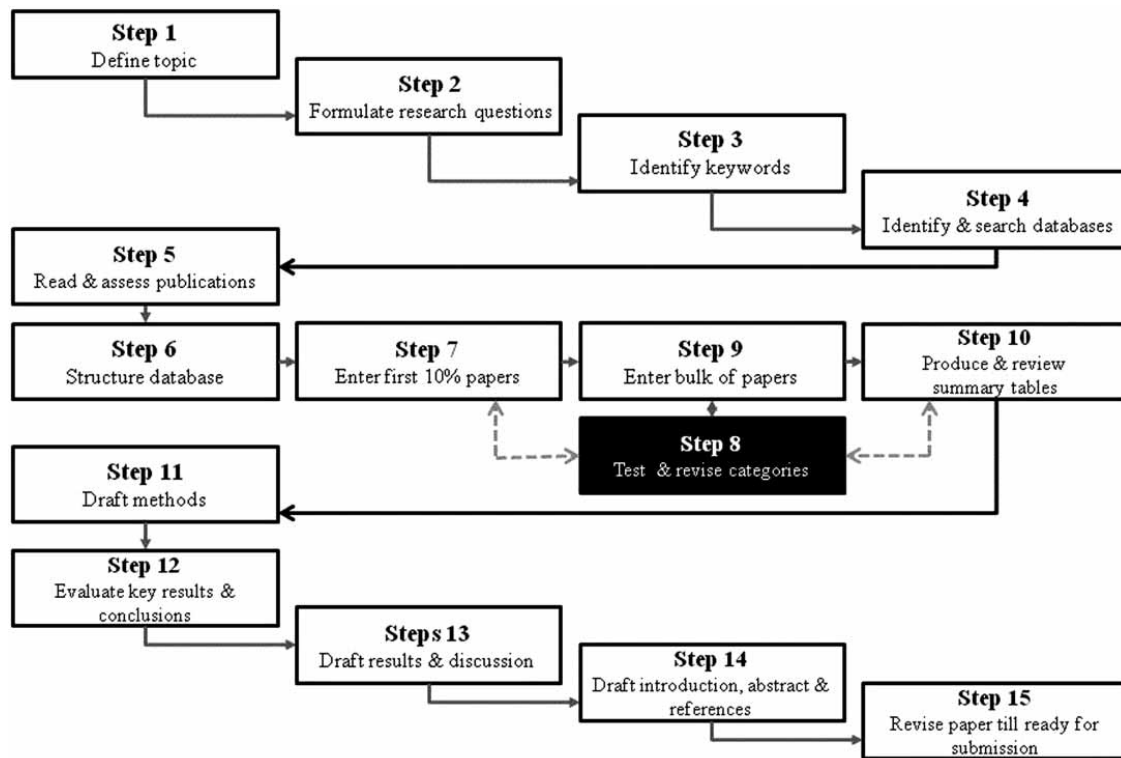 Step 1
Define topic
Step 2
Formulate research questions
Step 3
Identify keywords
Step 4
Identify & search databases
Step 5
Read & assess publications
Step 6
Structure database
Step 7
Enter first 10% papers
Step 9
Enter bulk of papers
Step 10
Produce & review
summary tables
Step 8
Test & revise categories
Step 11
Draft methods
Step 12
Evaluate key results &
conclusions
Steps 13
Draft results & discussion
Step 14
Draft introduction, abstract &
references
Step 15
Revise paper till ready for
submission